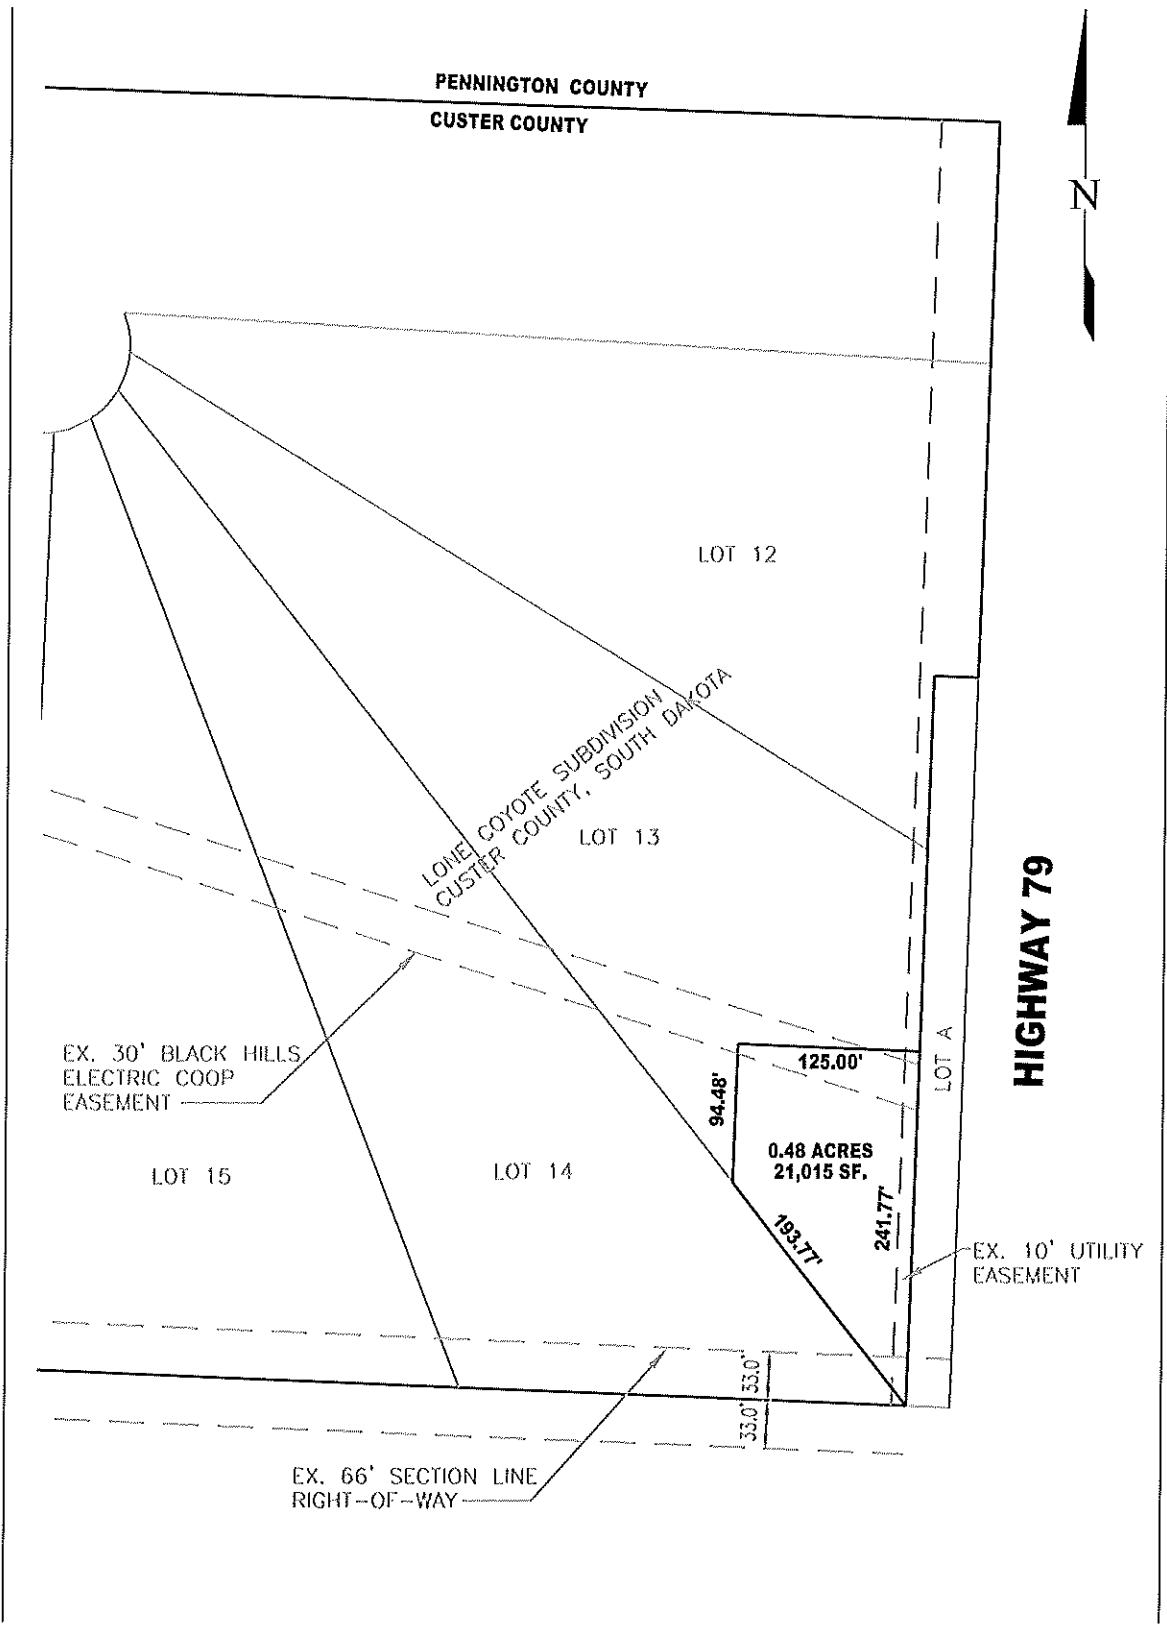 PENNINGTON COUNTY
CUSTER COUNTY
N
LOT 12
LONE COYOTE SUBDIVISION
CUSTER COUNTY, SOUTH DAKOTA
LOT 13
HIGHWAY 79
LOT A
EX. 30' BLACK HILLS
ELECTRIC COOP
EASEMENT
125.00'
94.48'
0.48 ACRES
21,015 SF.
LOT 15
LOT 14
193.77'
241.77'
EX. 10' UTILITY
EASEMENT
33.0'
33.0'
EX. 66' SECTION LINE
RIGHT-OF-WAY